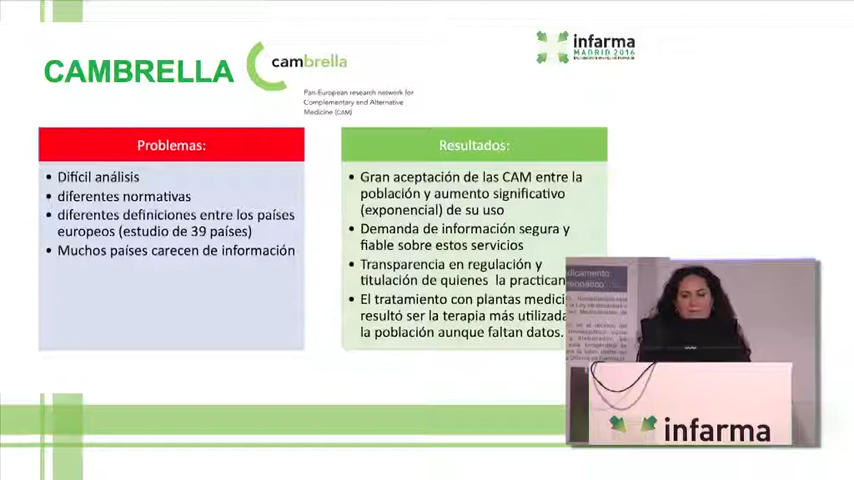 CAMBRELLA
cambrella
Pan-European research network for
Complementary and Alternative
Medicine (CAM)
infarma
MADRID 2016
Problemas:
• Difícil análisis
• diferentes normativas
• diferentes definiciones entre los países
europeos (estudio de 39 países)
• Muchos países carecen de información
Resultados:
• Gran aceptación de las CAM entre la
población y aumento significativo
(exponencial) de su uso
• Demanda de información segura y
fiable sobre estos servicios
• Transparencia en regulación y
titulación de quienes la practican
• El tratamiento con plantas medici
resultó ser la terapia más utilizada
la población aunque faltan datos.
infarma